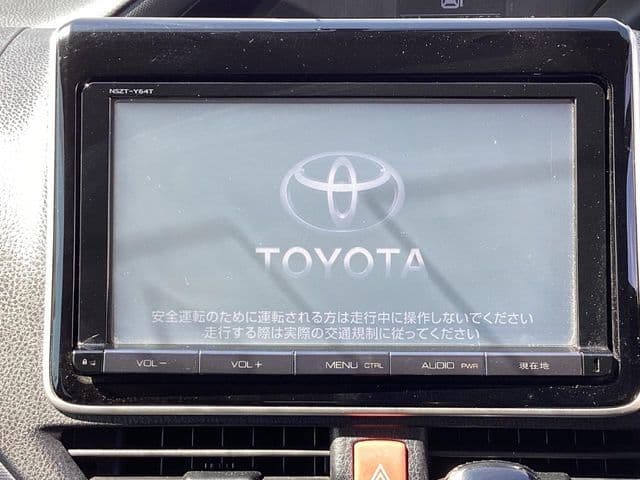 NSZT-Y64T
TOYOTA
安全運転のために運転される方は走行中に操作しないでください
走行する際は実際の交通規制に従ってください
VOL− VOL+ MENU CTRL AUDIO PWR 現在地